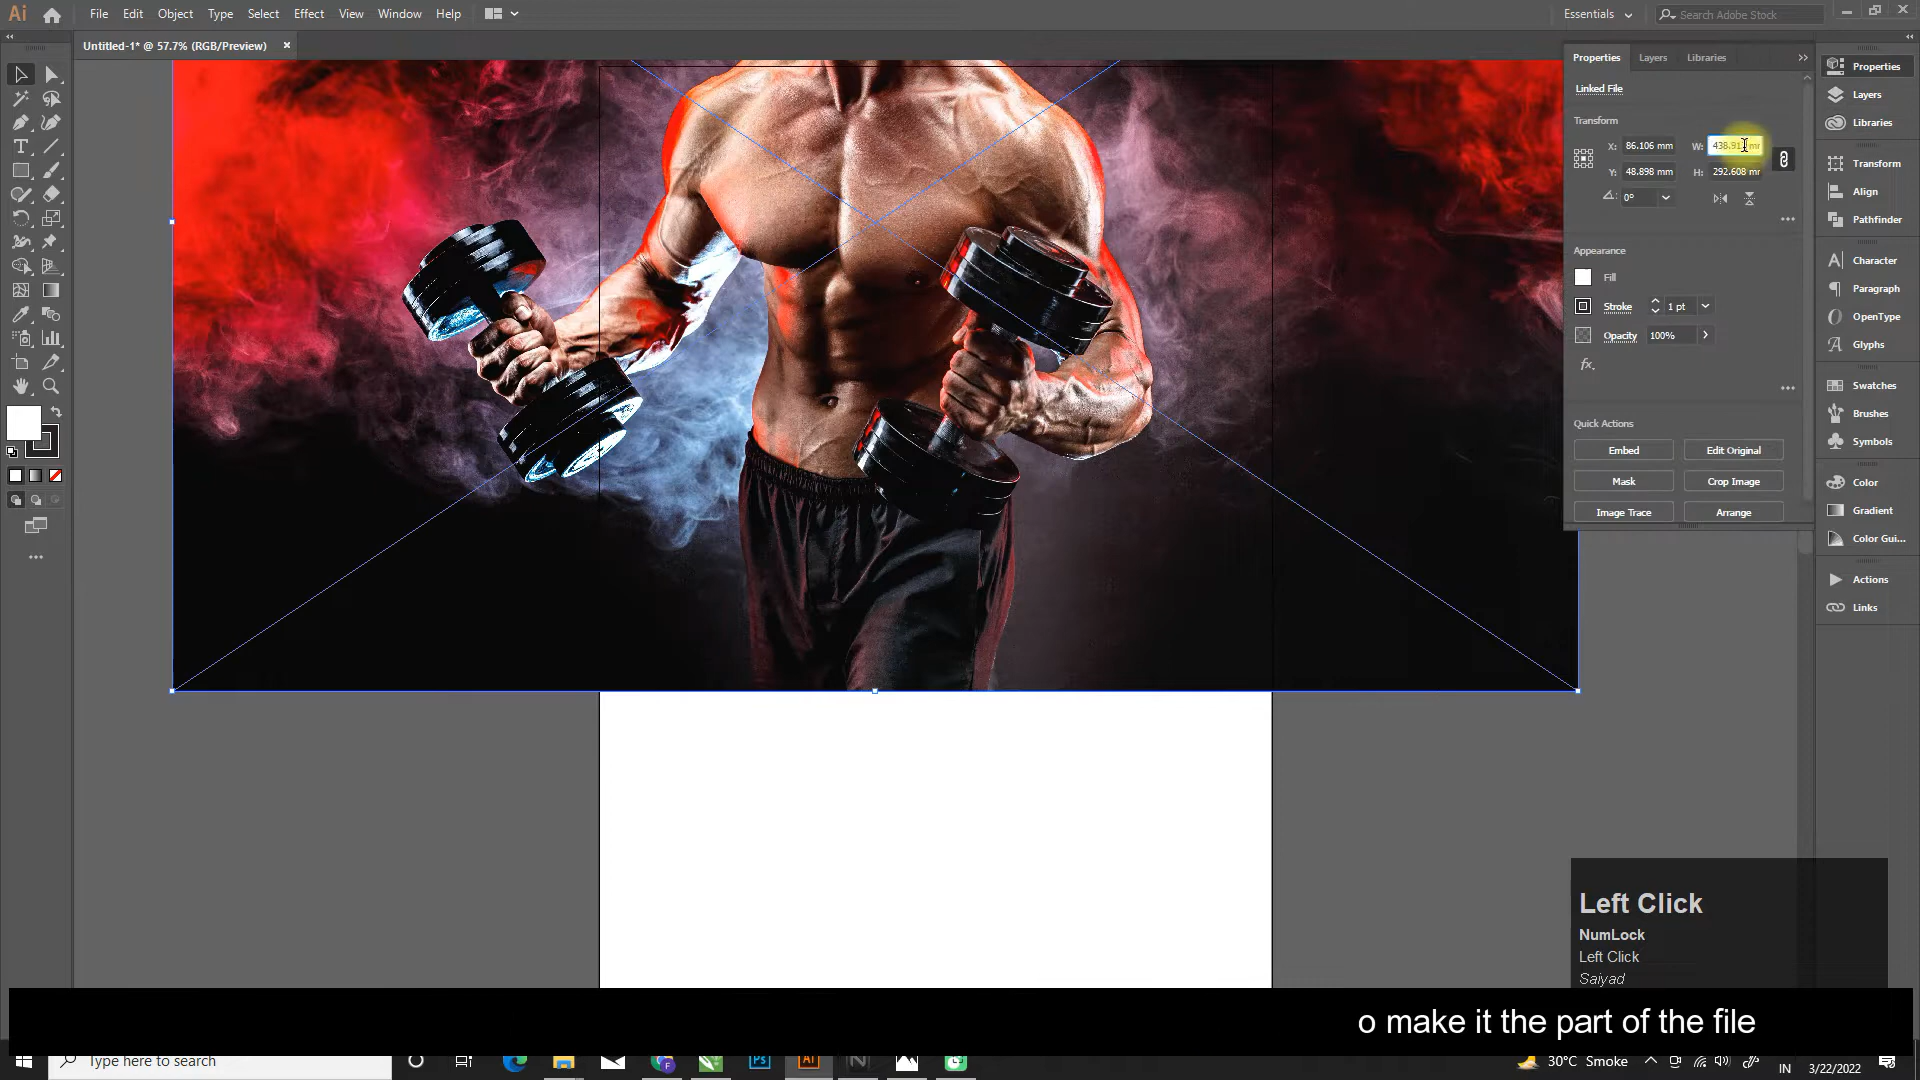 Ai File Edit Object Type Select Effect View Window Help Essentials Search Adobe Stock
Untitled-1* @ 57.7% (RGB/Preview) ×
Properties Layers Libraries
Linked File
Transform
X: 86.106 mm W:
Y: 48.898 mm H: 292.608 mr
0°
Appearance
Fill
Stroke 1 pt
Opacity 100%
fx.
Quick Actions
Embed Edit Original
Mask Crop Image
Image Trace Arrange
Properties
Layers
Libraries
Transform
Align
Pathfinder
Character
Paragraph
OpenType
Glyphs
Swatches
Brushes
Symbols
Color
Gradient
Color Gui...
Actions
Links
Left Click
NumLock
Left Click
Saiyad
o make it the part of the file
Type here to search
Ps Ai
30°C Smoke
IN 3/22/2022